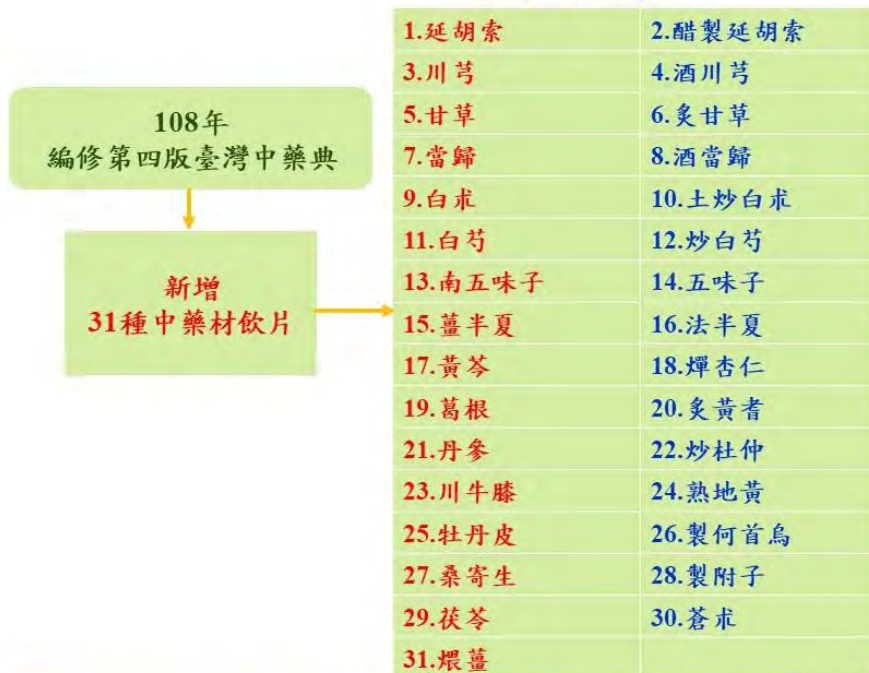 108年
編修第四版臺灣中藥典
新增
31種中藥材飲片
1.延胡索 2.醋製延胡索
3.川芎 4.酒川芎
5.甘草 6.炙甘草
7.當歸 8.酒當歸
9.白朮 10.土炒白朮
11.白芍 12.炒白芍
13.南五味子 14.五味子
15.薑半夏 16.法半夏
17.黃芩 18.燀杏仁
19.葛根 20.炙黃耆
21.丹參 22.炒杜仲
23.川牛膝 24.熟地黃
25.牡丹皮 26.製何首烏
27.桑寄生 28.製附子
29.茯苓 30.蒼朮
31.煨薑